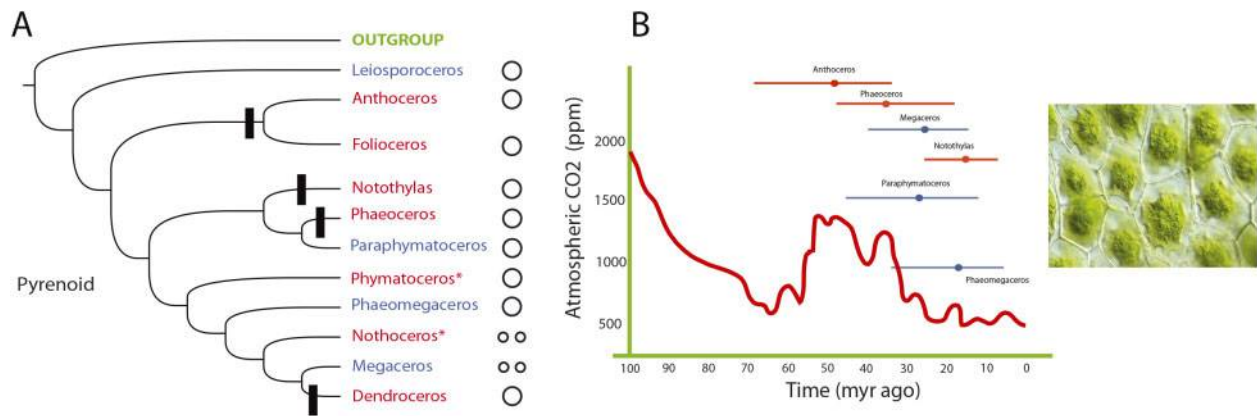 A
OUTGROUP
Leiosporoceros
Anthoceros
Folioceros
Notothylas
Phaeoceros
Paraphymatoceros
Phymatoceros*
Phaeomegaceros
Nothoceros*
Megaceros
Dendroceros
Pyrenoid
B
Atmospheric CO2 (ppm)
2000
1500
1000
500
Anthoceros
Phaeoceros
Megaceros
Notothylas
Paraphymatoceros
Phaeomegaceros
100 90 80 70 60 50 40 30 20 10 0
Time (myr ago)